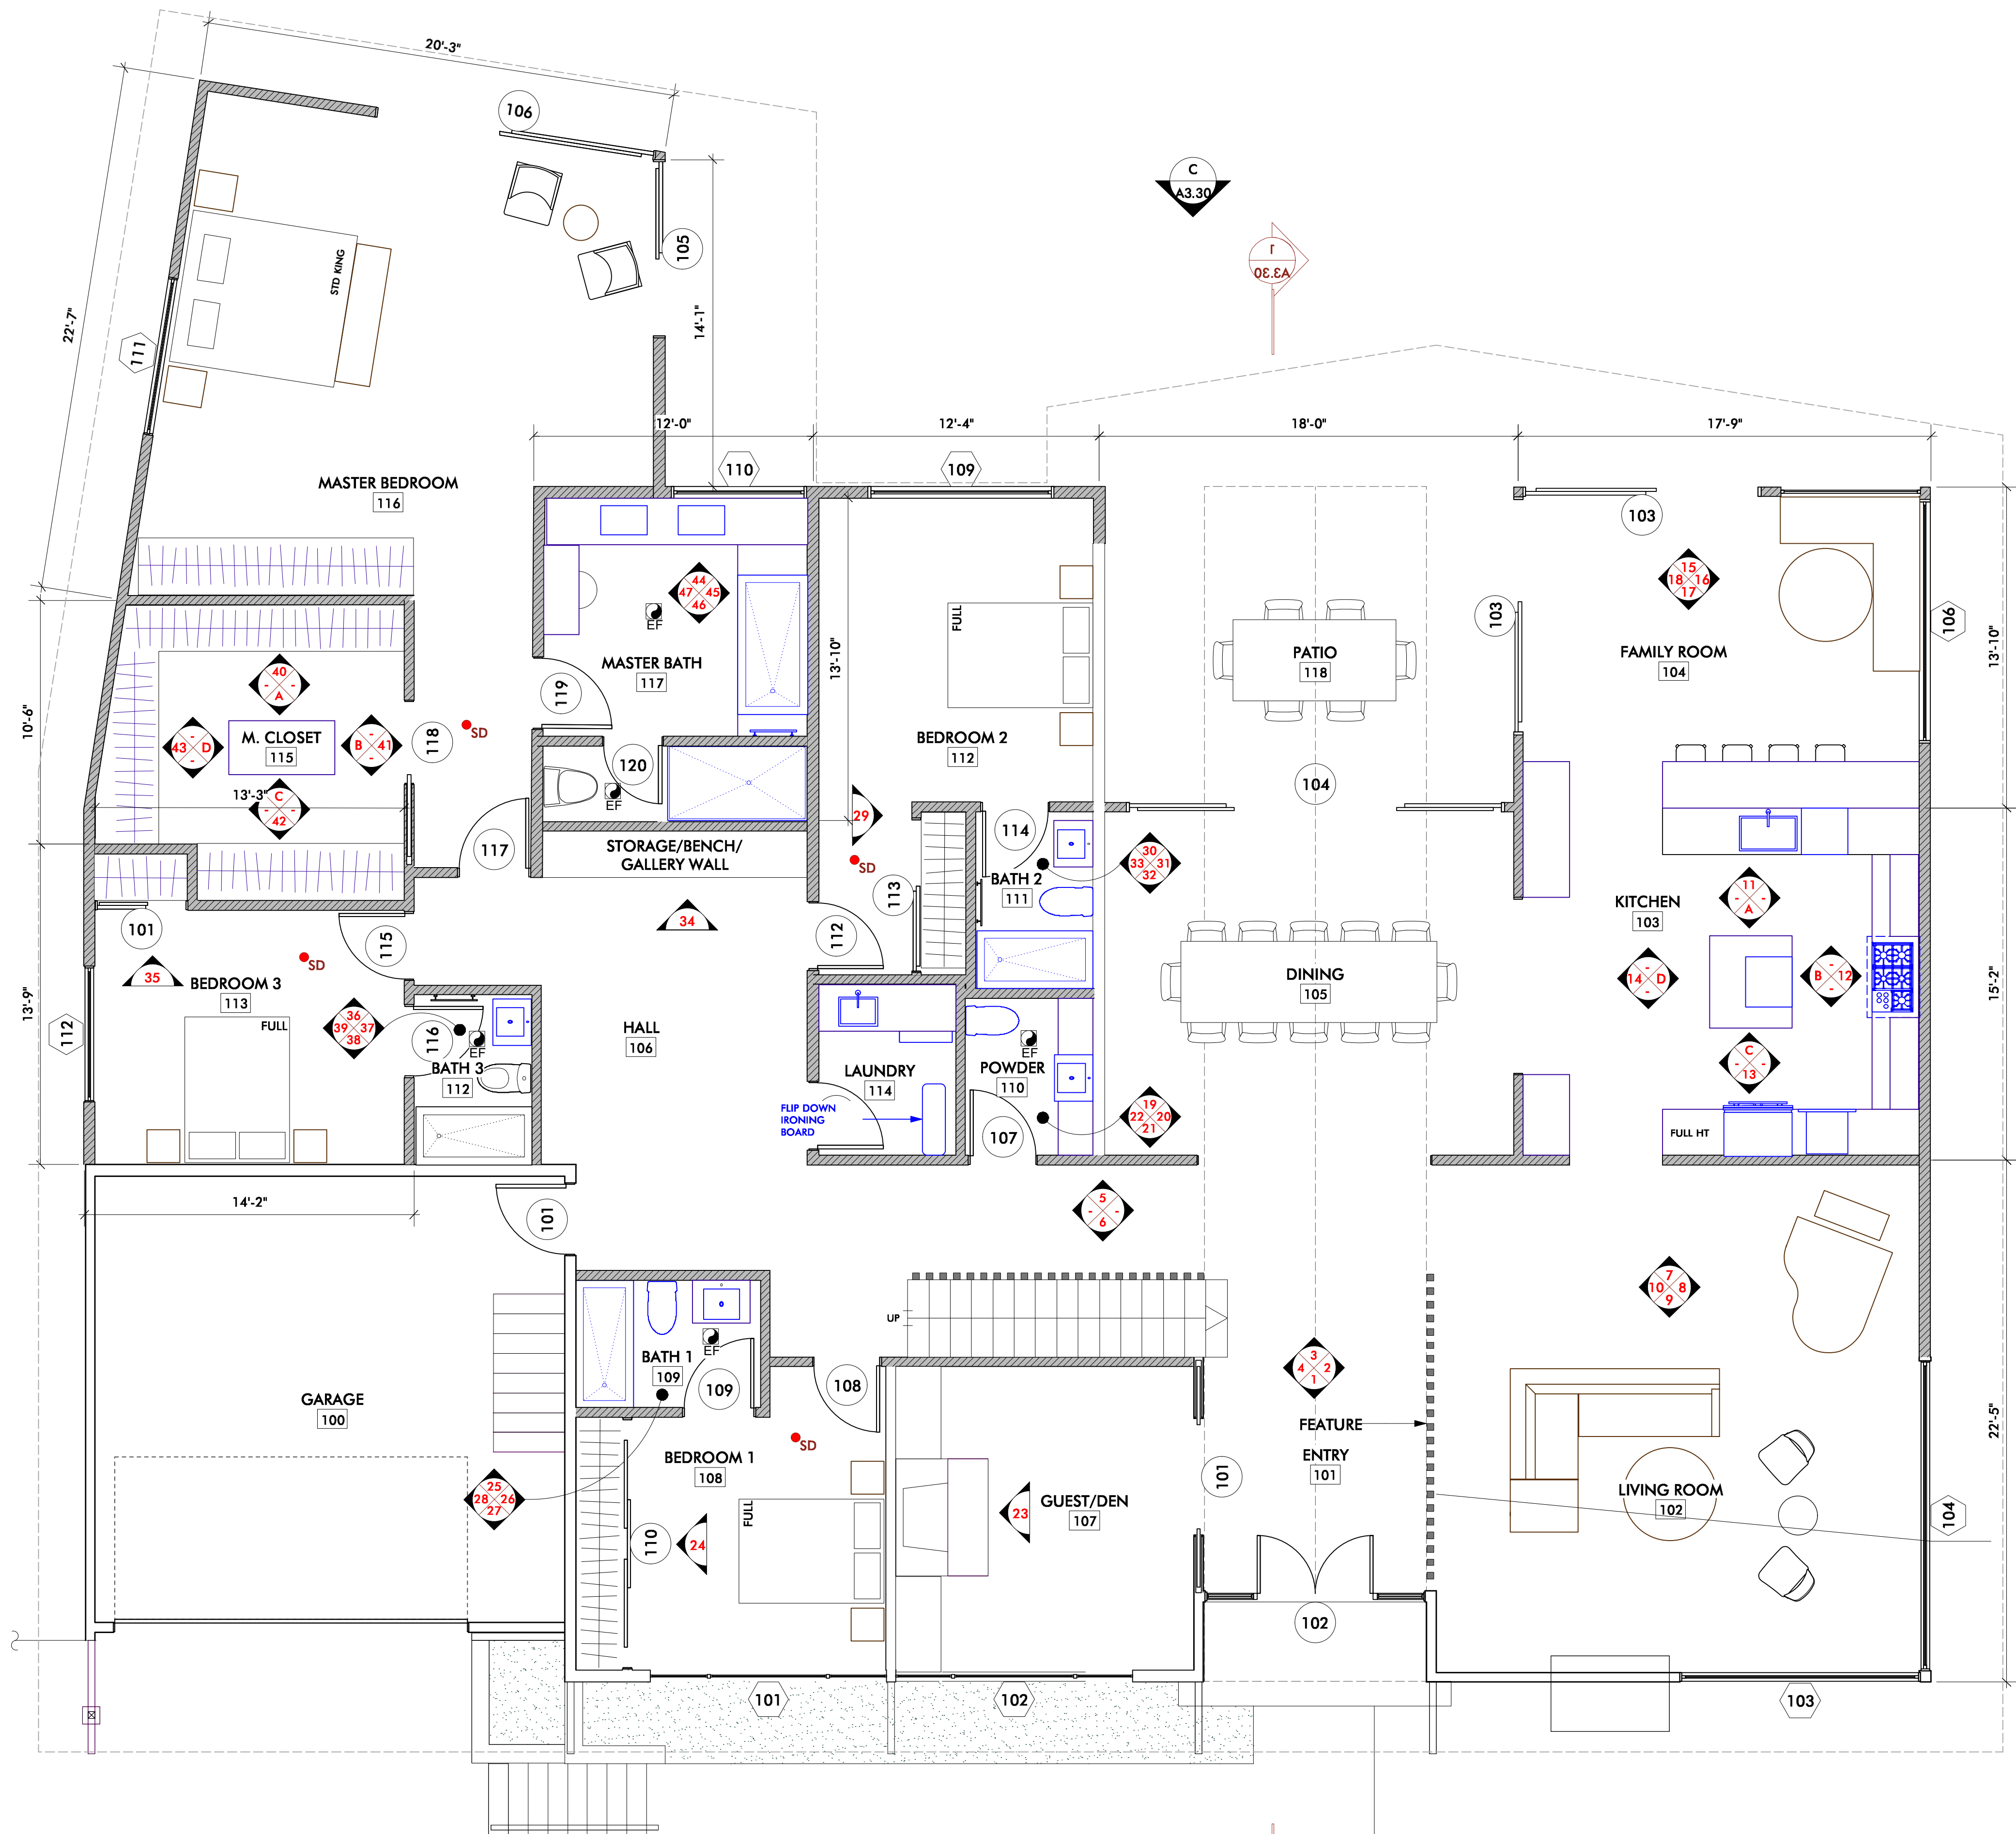 20'-3"
106
C
A3.30
105
1
A3.30
STD KING
22'-7"
14'-1"
111
12'-0"
12'-4"
18'-0"
17'-9"
110
109
MASTER BEDROOM
116
103
15
18 16
17
44
47 45
46
EF
FULL
103
106
13'-10"
13'-10"
PATIO
118
FAMILY ROOM
104
MASTER BATH
117
119
40
- -
A
10'-6"
M. CLOSET
115
-
43 D
-
-
B 41
-
118
SD
BEDROOM 2
112
120
EF
104
13'-3"
C
- -
42
29
117
STORAGE/BENCH/
GALLERY WALL
114
30
33 31
32
SD
BATH 2
111
113
11
- -
A
KITCHEN
103
34
101
115
112
SD
35
BEDROOM 3
113
DINING
105
-
14 D
-
-
B 12
-
13'-9"
15'-2"
112
FULL
36
39 37
38
116
EF
BATH 3
112
HALL
106
EF
LAUNDRY
114
POWDER
110
C
- -
13
FLIP DOWN
IRONING
BOARD
19
22 20
21
107
FULL HT
14'-2"
101
5
- -
6
7
10 8
9
UP
EF
BATH 1
109
109
108
3
4 2
1
GARAGE
100
FEATURE
22'-5"
SD
BEDROOM 1
108
ENTRY
101
101
25
28 26
27
FULL
GUEST/DEN
107
23
LIVING ROOM
102
104
110
24
102
101
102
103